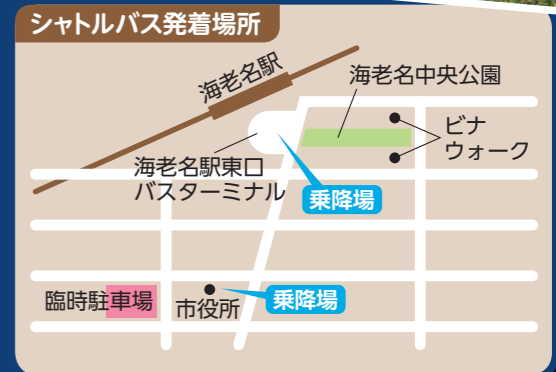 シャトルバス発着場所
海老名駅
海老名中央公園
ビナ
ウォーク
海老名駅東口
バスターミナル
乗降場
臨時駐車場
市役所
乗降場